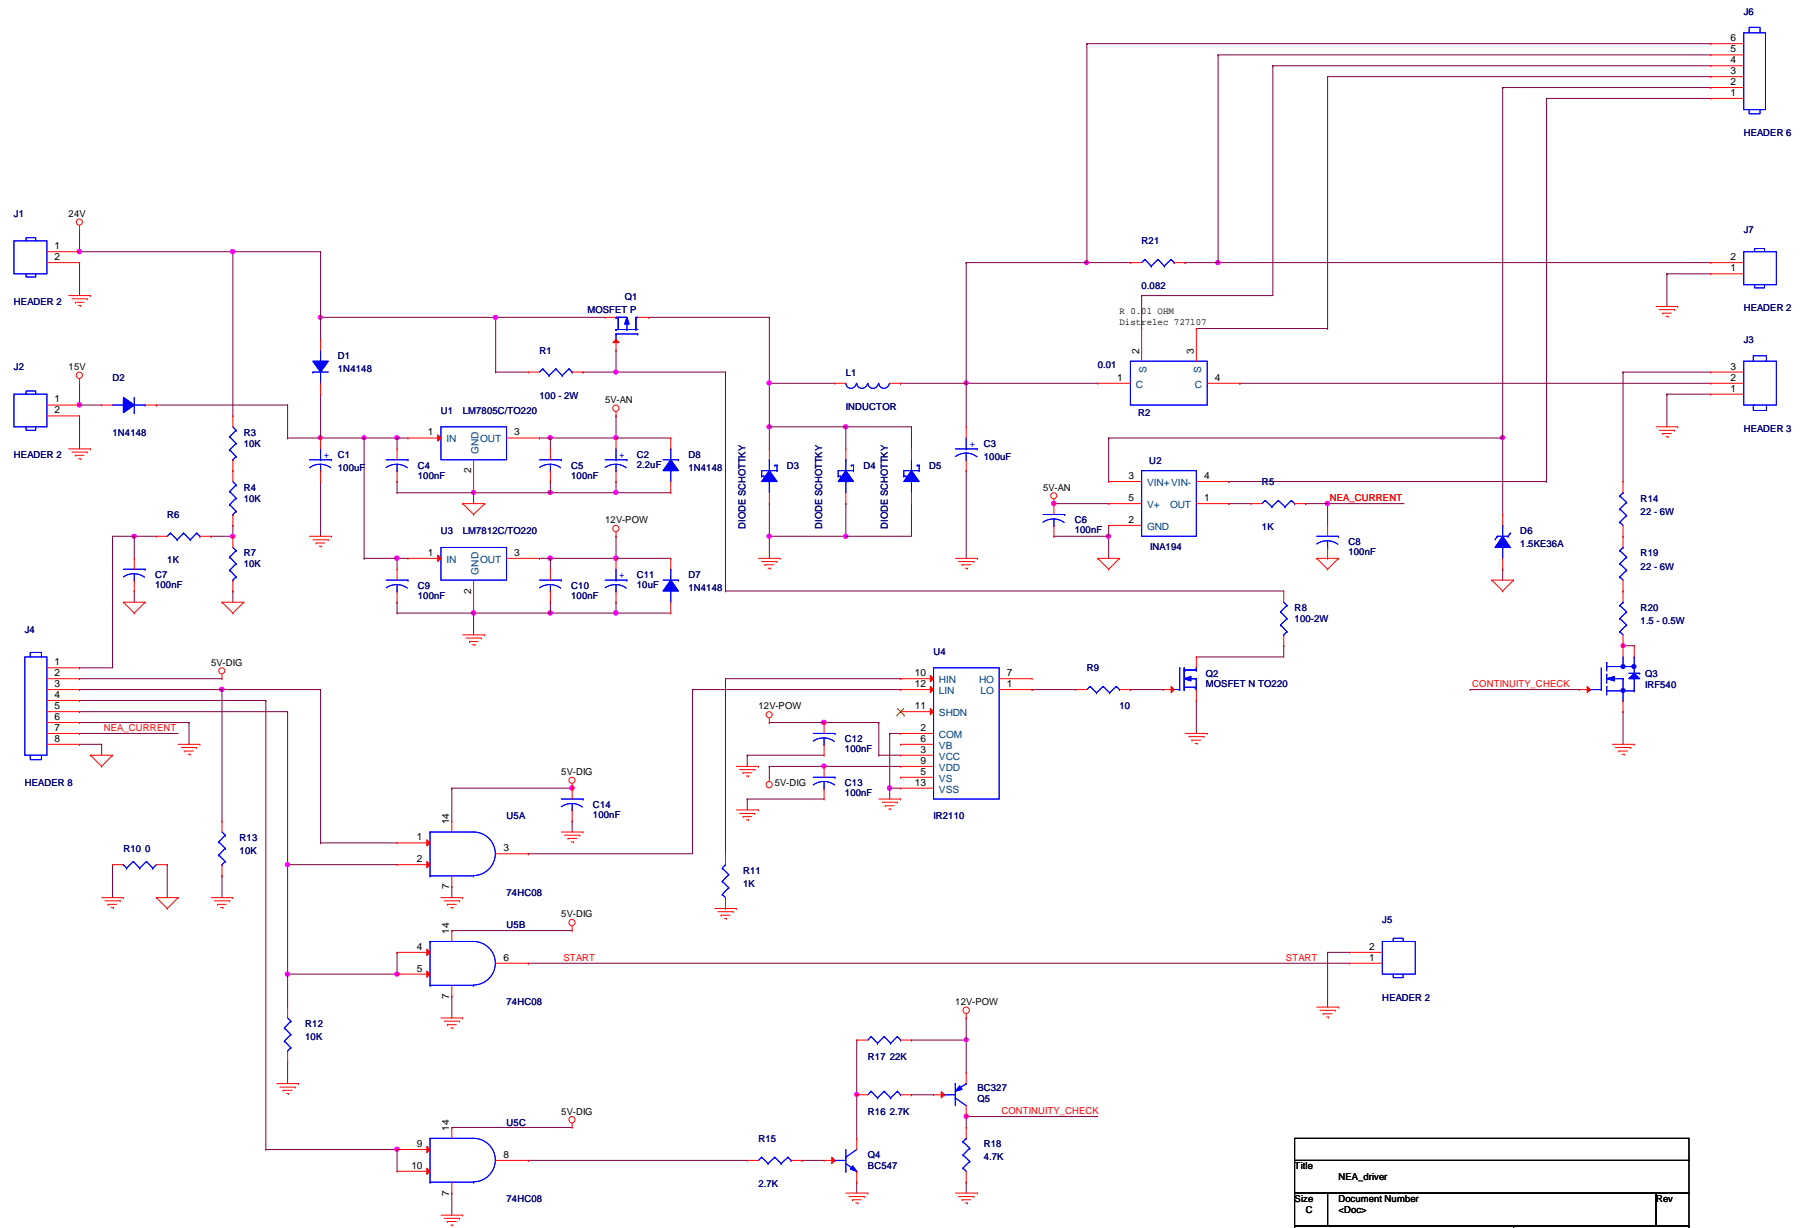 J6
6
5
4
3
2
1
HEADER 6
J1
24V
1
2
HEADER 2
R21
0.082
J7
2
1
HEADER 2
Q1
MOSFET P
R 0.01 OHM
Distrelec 727107
J2
15V
1
2
HEADER 2
D2
1N4148
D1
1N4148
R1
100 - 2W
L1
INDUCTOR
0.01
2
3
S
S
1
C
C
4
R2
J3
3
2
1
HEADER 3
U1 LM7805C/TO220
5V-AN
1
IN
OUT
GND
3
2
R3
10K
C1
100uF
C4
100nF
C5
100nF
C2
2.2uF
D8
1N4148
DIODE SCHOTTKY
D3
DIODE SCHOTTKY
D4
DIODE SCHOTTKY
D5
C3
100uF
U2
3
VIN+
VIN-
4
5
V+
OUT
1
2
GND
INA194
5V-AN
C6
100nF
R5
1K
NEA_CURRENT
C8
100nF
D6
1.5KE36A
R14
22 - 6W
R19
22 - 6W
R20
1.5 - 0.5W
R4
10K
R6
1K
R7
10K
C7
100nF
U3 LM7812C/TO220
12V-POW
1
IN
OUT
GND
3
2
C9
100nF
C10
100nF
C11
10uF
D7
1N4148
R8
100-2W
J4
1
2
3
4
5
6
7
8
HEADER 8
5V-DIG
NEA_CURRENT
U4
10
HIN
HO
7
12
LIN
LO
1
11
SHDN
2
COM
6
VB
3
VCC
9
VDD
5
VS
13
VSS
IR2110
12V-POW
C12
100nF
5V-DIG
C13
100nF
R9
10
Q2
MOSFET N TO220
CONTINUITY_CHECK
Q3
IRF540
5V-DIG
C14
100nF
U5A
14
1
2
3
7
74HC08
R10 0
R13
10K
R11
1K
5V-DIG
U5B
14
4
5
6
7
74HC08
START
START
J5
2
1
HEADER 2
R12
10K
12V-POW
R17 22K
R16 2.7K
BC327
Q5
CONTINUITY_CHECK
R18
4.7K
5V-DIG
U5C
14
9
10
8
7
74HC08
R15
2.7K
Q4
BC547
Title
NEA_driver
Size
C
Document Number
<Doc>
Rev